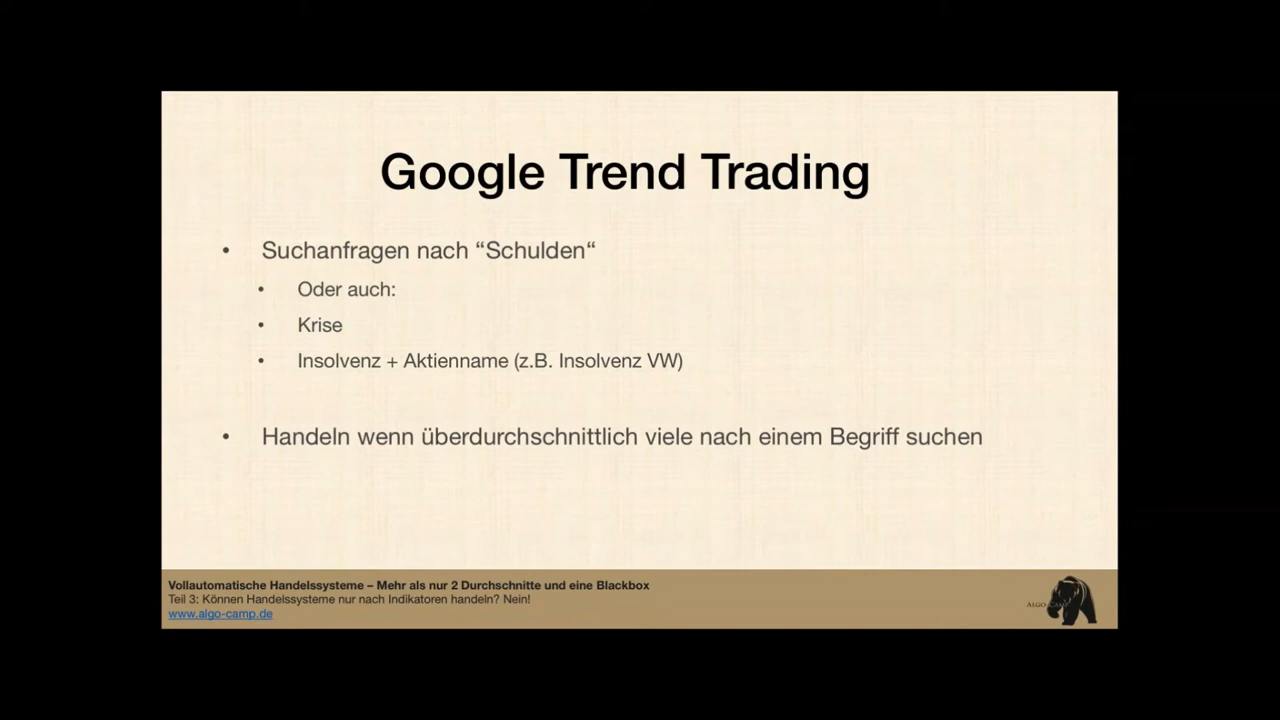 Google Trend Trading
• Suchanfragen nach “Schulden“
• Oder auch:
• Krise
• Insolvenz + Aktienname (z.B. Insolvenz VW)
• Handeln wenn überdurchschnittlich viele nach einem Begriff suchen
Vollautomatische Handelssysteme – Mehr als nur 2 Durchschnitte und eine Blackbox
Teil 3: Können Handelssysteme nur nach Indikatoren handeln? Nein!
www.algo-camp.de